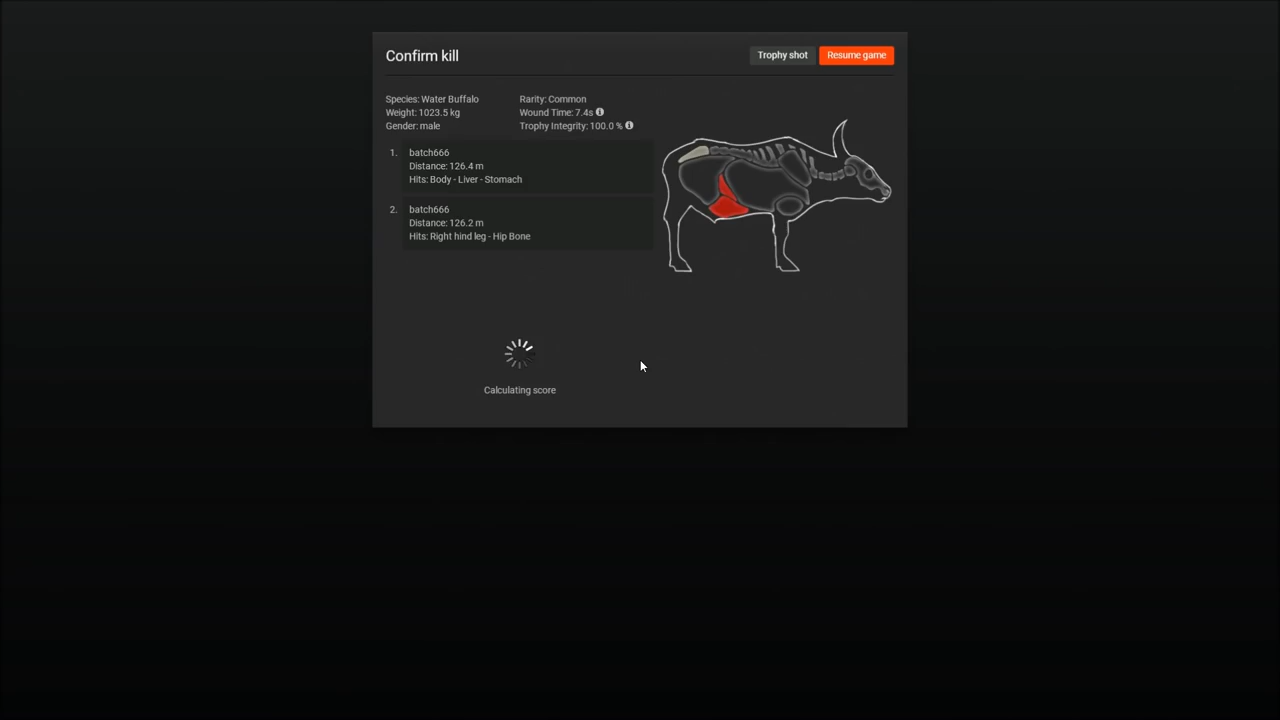 Confirm kill
Trophy shot
Resume game
Species: Water Buffalo
Rarity: Common
Weight: 1023.5 kg
Wound Time: 7.4s
Gender: male
Trophy Integrity: 100.0 %
1. batch666
Distance: 126.4 m
Hits: Body - Liver - Stomach
2. batch666
Distance: 126.2 m
Hits: Right hind leg - Hip Bone
Calculating score